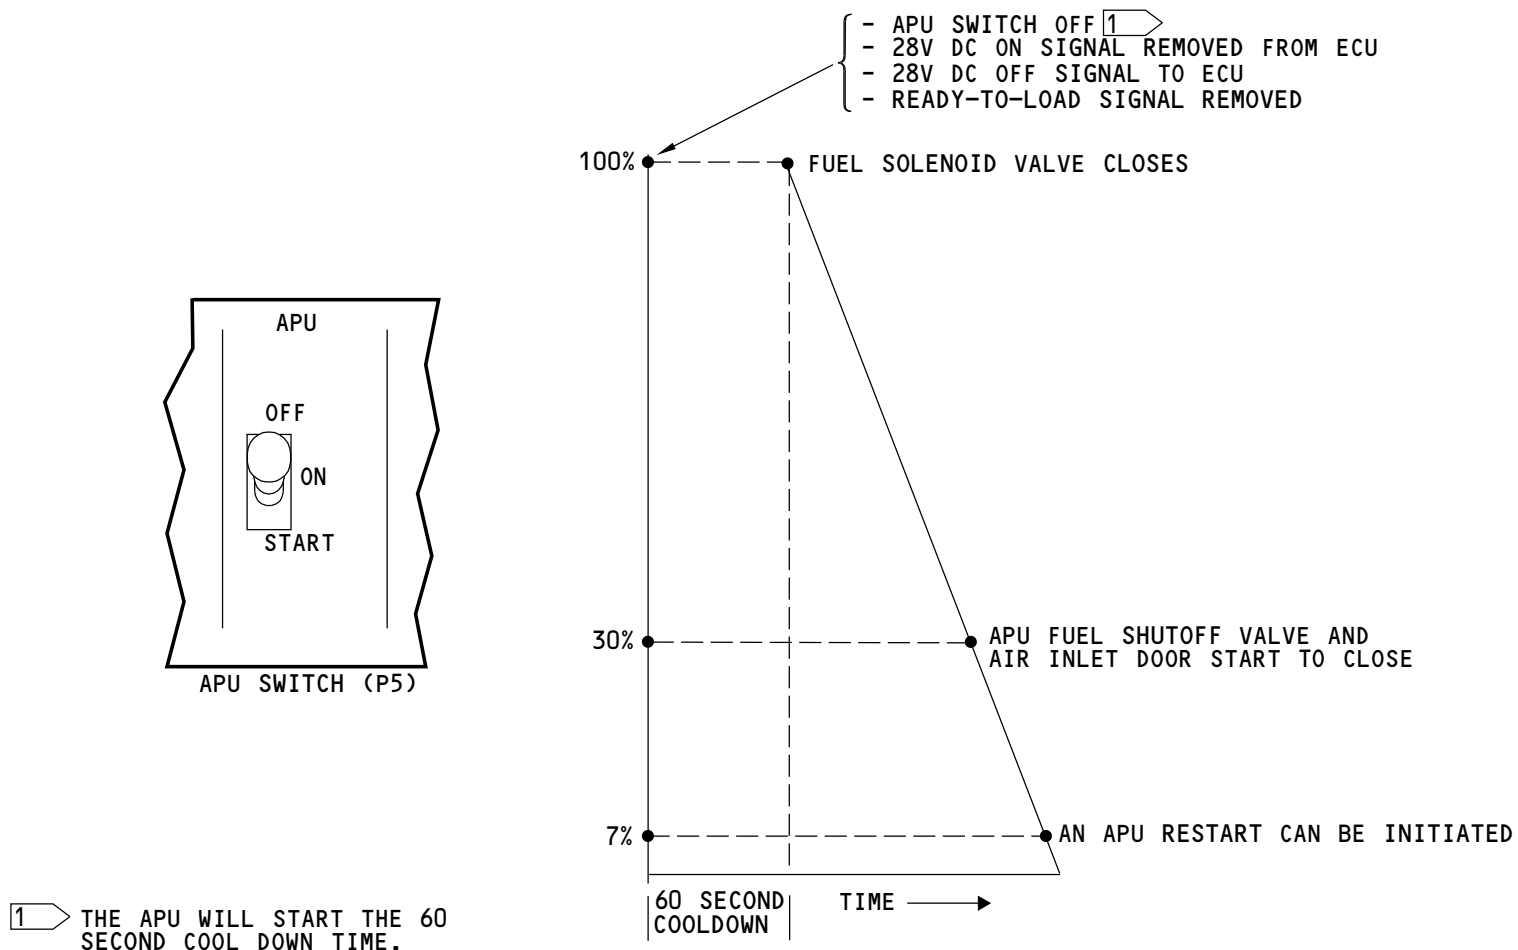 - APU SWITCH OFF 1
- 28V DC ON SIGNAL REMOVED FROM ECU
- 28V DC OFF SIGNAL TO ECU
- READY-TO-LOAD SIGNAL REMOVED
100%
FUEL SOLENOID VALVE CLOSES
APU
OFF
ON
START
APU SWITCH (P5)
30%
APU FUEL SHUTOFF VALVE AND
AIR INLET DOOR START TO CLOSE
7%
AN APU RESTART CAN BE INITIATED
60 SECOND
COOLDOWN
TIME
1 THE APU WILL START THE 60
SECOND COOL DOWN TIME.